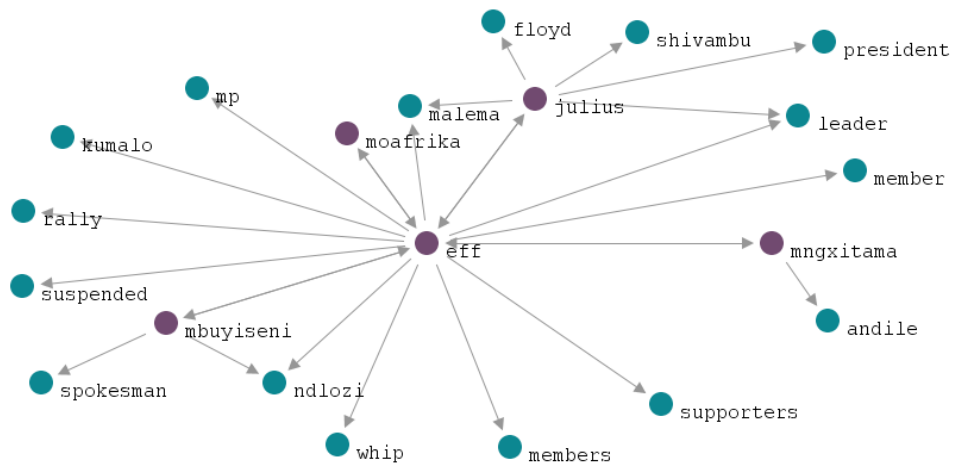 floyd
shivambu
president
mp
malema
julius
leader
kumalo
moafrika
member
rally
eff
mngxitama
suspended
mbuyiseni
andile
spokesman
ndlozi
supporters
whip
members